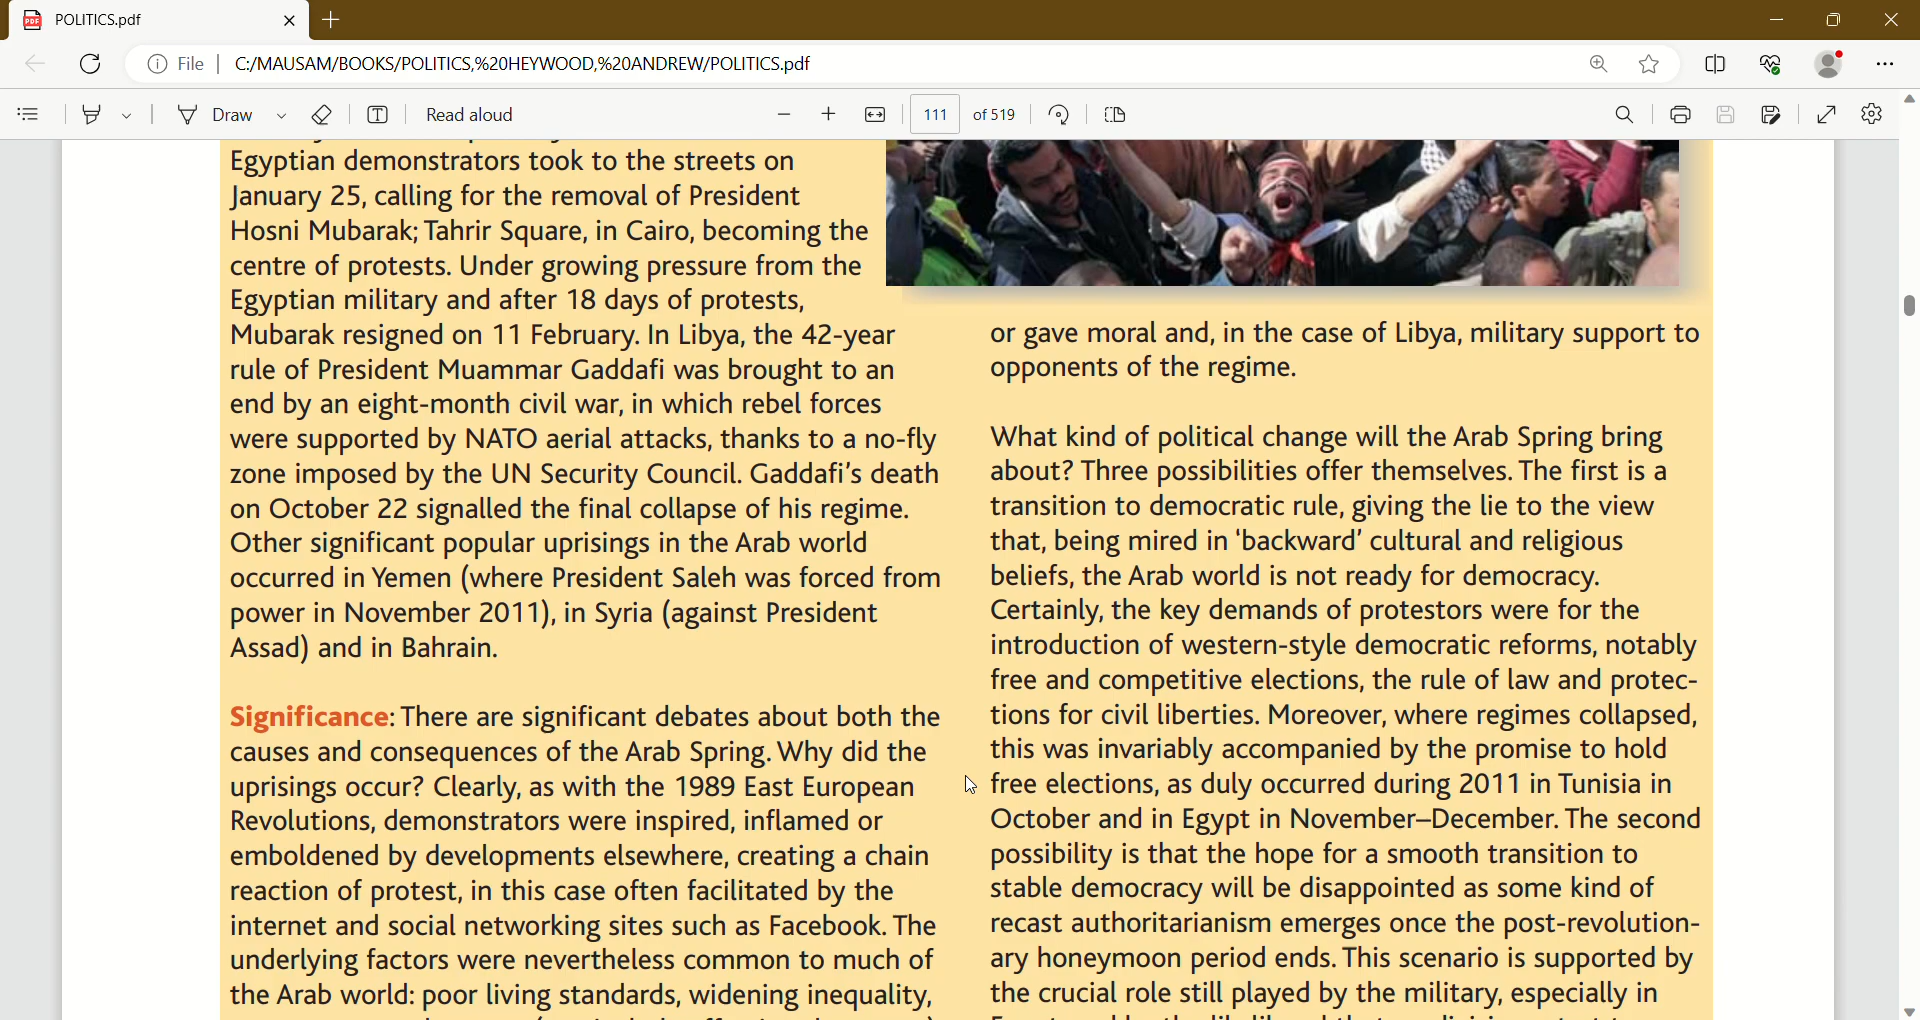 POLITICS.pdf
File
C:/MAUSAM/BOOKS/POLITICS,%20HEYWOOD,%20ANDREW/POLITICS.pdf
Draw
Read aloud
111
of 519
Egyptian demonstrators took to the streets on
January 25, calling for the removal of President
Hosni Mubarak; Tahrir Square, in Cairo, becoming the
centre of protests. Under growing pressure from the
Egyptian military and after 18 days of protests,
Mubarak resigned on 11 February. In Libya, the 42-year
rule of President Muammar Gaddafi was brought to an
end by an eight-month civil war, in which rebel forces
were supported by NATO aerial attacks, thanks to a no-fly
zone imposed by the UN Security Council. Gaddafi's death
on October 22 signalled the final collapse of his regime.
Other significant popular uprisings in the Arab world
occurred in Yemen (where President Saleh was forced from
power in November 2011), in Syria (against President
Assad) and in Bahrain.
Significance: There are significant debates about both the
causes and consequences of the Arab Spring. Why did the
uprisings occur? Clearly, as with the 1989 East European
Revolutions, demonstrators were inspired, inflamed or
emboldened by developments elsewhere, creating a chain
reaction of protest, in this case often facilitated by the
internet and social networking sites such as Facebook. The
underlying factors were nevertheless common to much of
the Arab world: poor living standards, widening inequality,
or gave moral and, in the case of Libya, military support to
opponents of the regime.
What kind of political change will the Arab Spring bring
about? Three possibilities offer themselves. The first is a
transition to democratic rule, giving the lie to the view
that, being mired in ‘backward’ cultural and religious
beliefs, the Arab world is not ready for democracy.
Certainly, the key demands of protestors were for the
introduction of western-style democratic reforms, notably
free and competitive elections, the rule of law and protec-
tions for civil liberties. Moreover, where regimes collapsed,
this was invariably accompanied by the promise to hold
free elections, as duly occurred during 2011 in Tunisia in
October and in Egypt in November–December. The second
possibility is that the hope for a smooth transition to
stable democracy will be disappointed as some kind of
recast authoritarianism emerges once the post-revolution-
ary honeymoon period ends. This scenario is supported by
the crucial role still played by the military, especially in